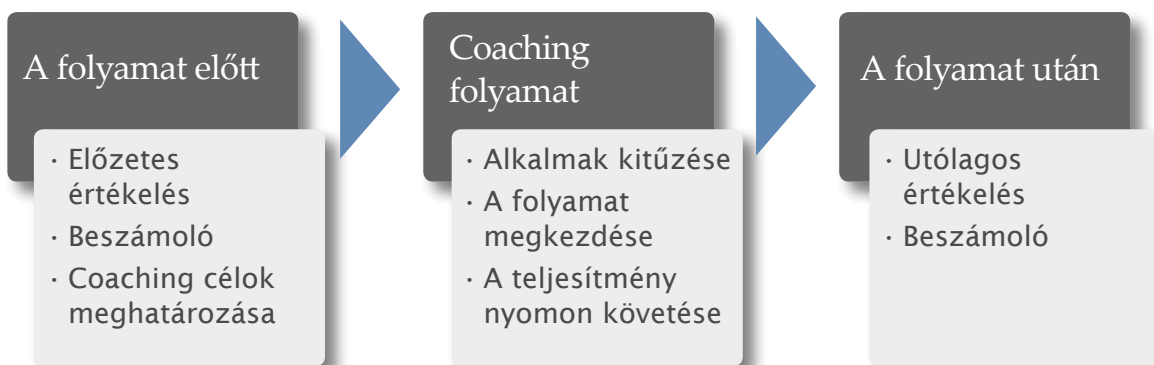 A folyamat előtt
· Előzetes
értékelés
· Beszámoló
· Coaching célok
meghatározása
Coaching
folyamat
· Alkalmak kitűzése
· A folyamat
megkezdése
· A teljesítmény
nyomon követése
A folyamat után
· Utólagos
értékelés
· Beszámoló